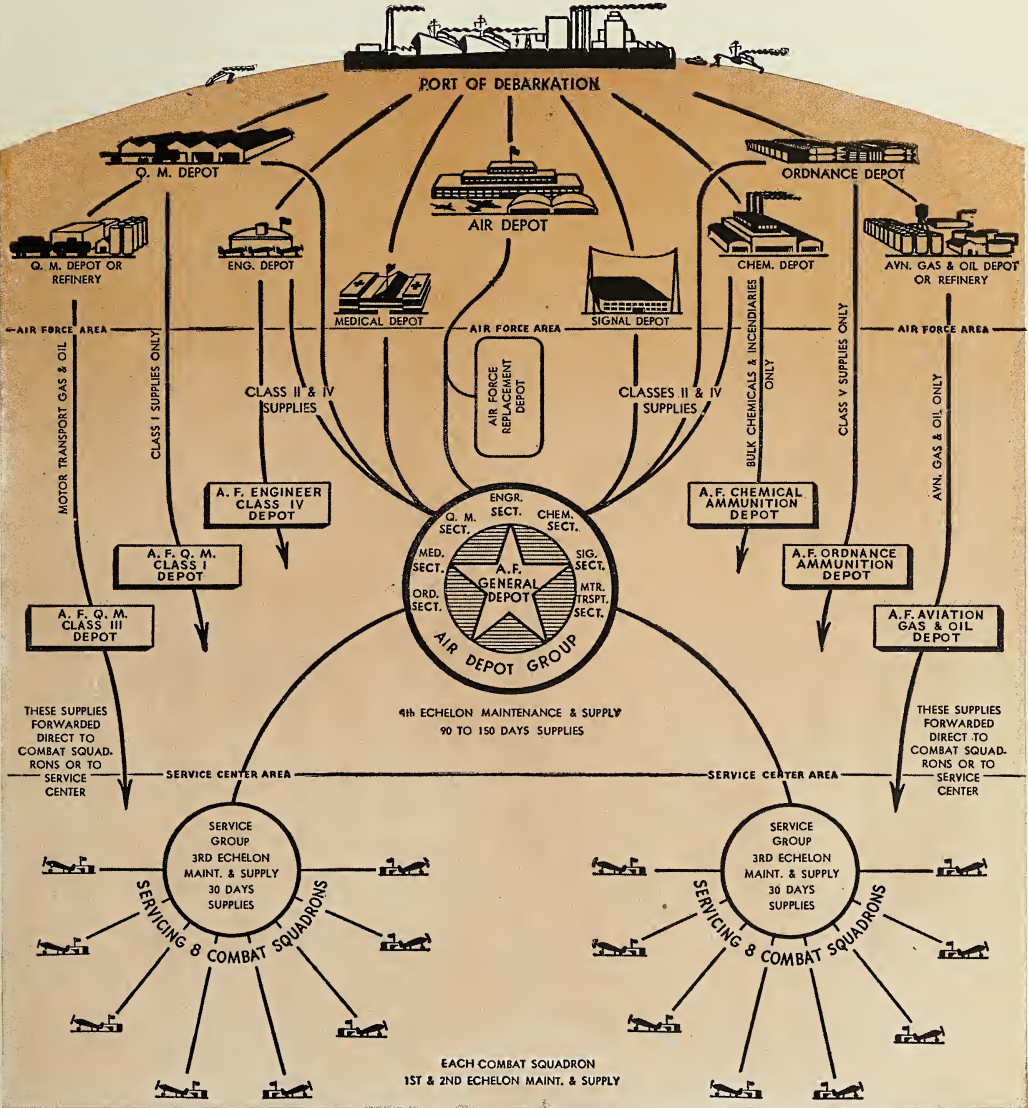 PORT OF DEBARKATION
Q. M. DEPOT
ORDNANCE DEPOT
AIR DEPOT
Q. M. DEPOT OR
REFINERY
ENG. DEPOT
CHEM. DEPOT
AVN. GAS & OIL DEPOT
OR REFINERY
MEDICAL DEPOT
SIGNAL DEPOT
AIR FORCE AREA
AIR FORCE AREA
AIR FORCE AREA
MOTOR TRANSPORT GAS & OIL
CLASS I SUPPLIES ONLY
CLASS II & IV
SUPPLIES
AIR FORCE
REPLACEMENT
DEPOT
CLASSES II & IV
SUPPLIES
BULK CHEMICALS & INCENDIARIES
ONLY
CLASS V SUPPLIES ONLY
AVN. GAS & OIL ONLY
A. F. ENGINEER
CLASS IV
DEPOT
A. F. CHEMICAL
AMMUNITION
DEPOT
A. F. Q. M.
CLASS I
DEPOT
A. F. ORDNANCE
AMMUNITION
DEPOT
A. F. Q. M.
CLASS III
DEPOT
A. F. AVIATION
GAS & OIL
DEPOT
ENGR.
SECT.
Q. M.
SECT.
CHEM.
SECT.
MED.
SECT.
SIG.
SECT.
ORD.
SECT.
MTR.
TRSPT.
SECT.
A. F.
GENERAL
DEPOT
AIR DEPOT GROUP
4th ECHELON MAINTENANCE & SUPPLY
90 TO 150 DAYS SUPPLIES
THESE SUPPLIES
FORWARDED
DIRECT TO
COMBAT SQUAD-
RONS OR TO
SERVICE
CENTER
THESE SUPPLIES
FORWARDED
DIRECT TO
COMBAT SQUAD-
RONS OR TO
SERVICE
CENTER
SERVICE CENTER AREA
SERVICE CENTER AREA
SERVICE
GROUP
3RD ECHELON
MAINT. & SUPPLY
30 DAYS
SUPPLIES
SERVICING 8 COMBAT SQUADRONS
SERVICE
GROUP
3RD ECHELON
MAINT. & SUPPLY
30 DAYS
SUPPLIES
SERVICING 8 COMBAT SQUADRONS
EACH COMBAT SQUADRON
1ST & 2ND ECHELON MAINT. & SUPPLY